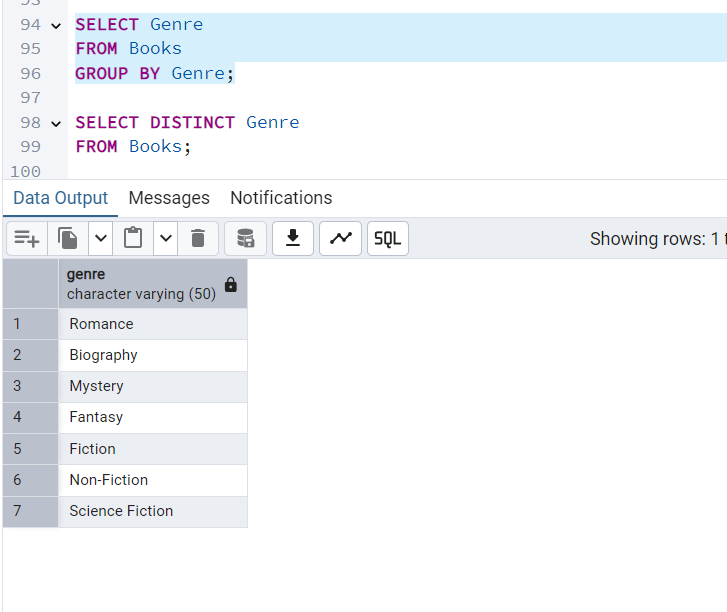 94 SELECT Genre
95 FROM Books
96 GROUP BY Genre;
97
98 SELECT DISTINCT Genre
99 FROM Books;
100
Data Output Messages Notifications
SQL Showing rows: 1
genre
character varying (50)
1 Romance
2 Biography
3 Mystery
4 Fantasy
5 Fiction
6 Non-Fiction
7 Science Fiction